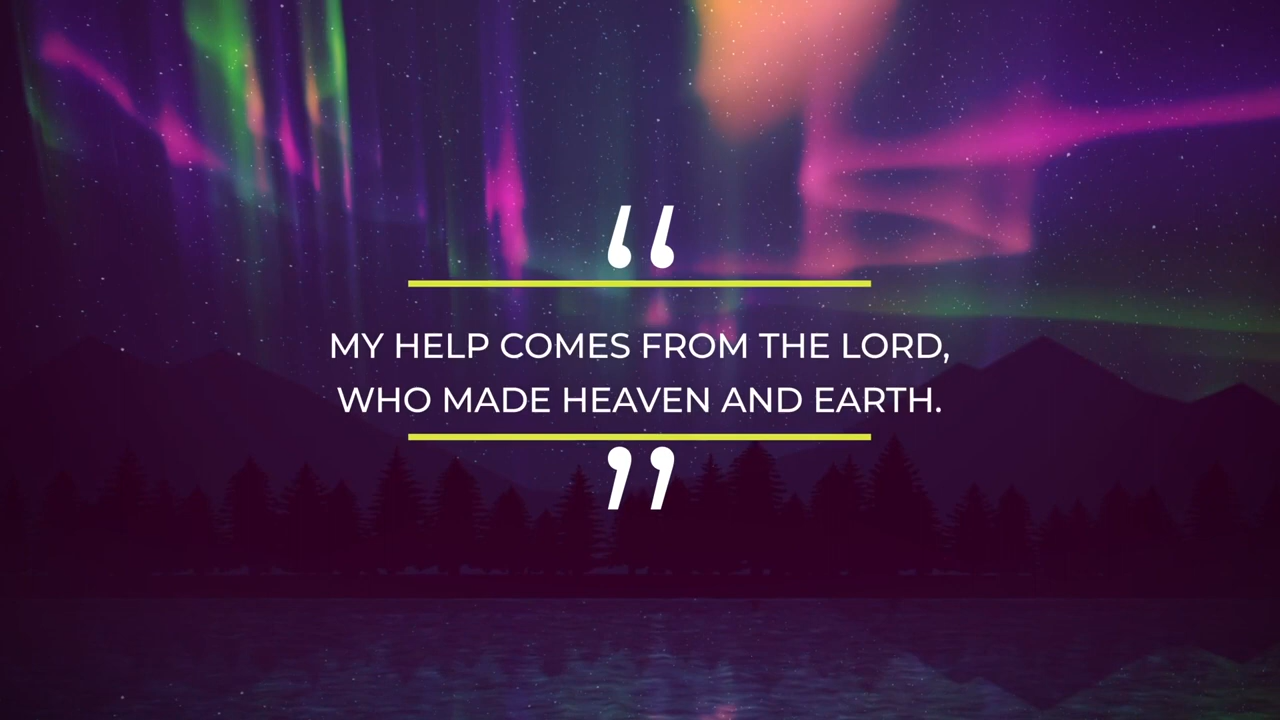 “
MY HELP COMES FROM THE LORD,
WHO MADE HEAVEN AND EARTH.
”